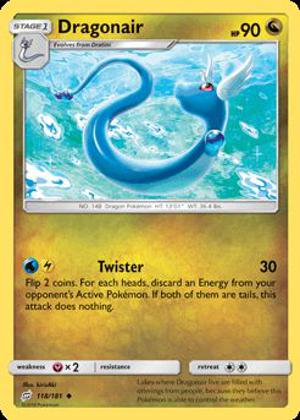 STAGE 1 Dragonair HP 90
Evolves from Dratini
NO. 148 Dragon Pokémon HT: 13'01" WT: 36.4 lbs.
Twister 30
Flip 2 coins. For each heads, discard an Energy from your
opponent's Active Pokémon. If both of them are tails, this
attack does nothing.
weakness ×2 resistance retreat
Illus. kirisAki
118/181
©2019 Pokémon
Lakes where Dragonair live are filled with offerings
from people, because they believe this
Pokémon is able to control the weather.